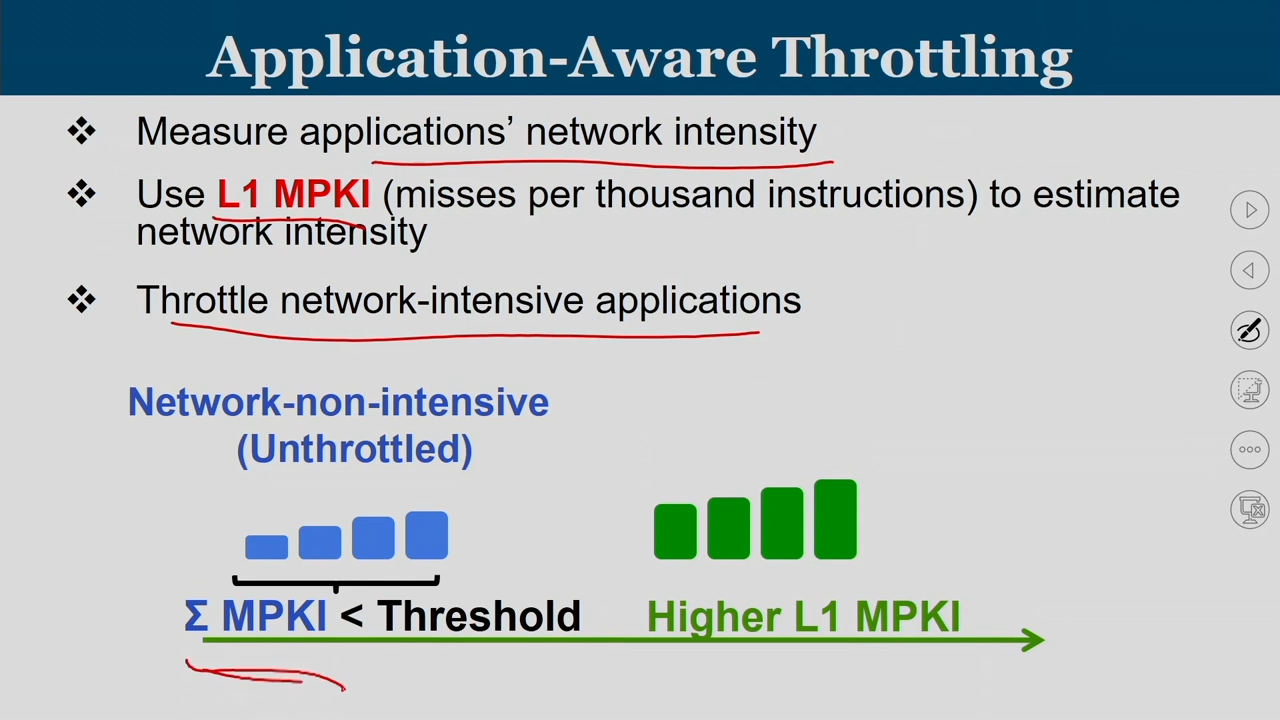 Application-Aware Throttling
❖ Measure applications’ network intensity
❖ Use L1 MPKI (misses per thousand instructions) to estimate
network intensity
❖ Throttle network-intensive applications
Network-non-intensive
(Unthrottled)
Σ MPKI < Threshold
Higher L1 MPKI